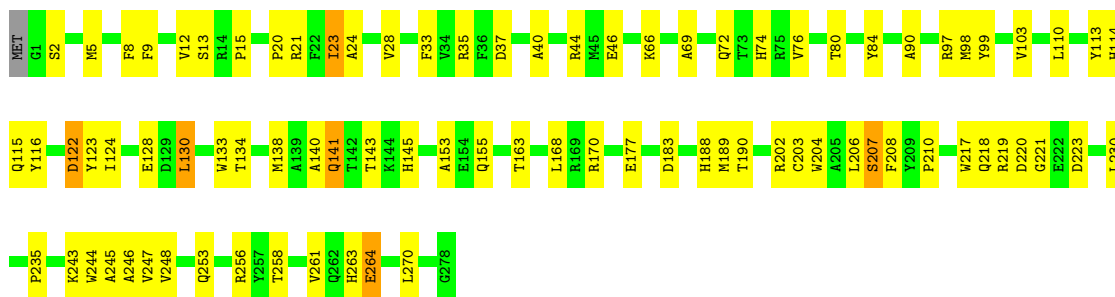 MET G1 S2 M5 F8 F9 V12 S13 R14 P15 P20 R21 F22 I23 A24 V28 F33 V34 R35 F36 D37 A40 R44 M45 E46 K66 A69 Q72 T73 H74 R75 V76 T80 Y84 A90 R97 M98 Y99 V103 L110 Y113 H114
Q115 Y116 D122 Y123 I124 E128 D129 L130 W133 T134 M138 A139 A140 Q141 T142 T143 K144 H145 A153 E154 Q155 T163 L168 R169 R170 E177 D183 H188 M189 T190 R202 C203 W204 A205 L206 S207 F208 Y209 P210 W217 Q218 R219 D220 G221 E222 D223 L230
P235 K243 W244 A245 A246 V247 V248 Q253 R256 Y257 T258 V261 Q262 H263 E264 L270 G278